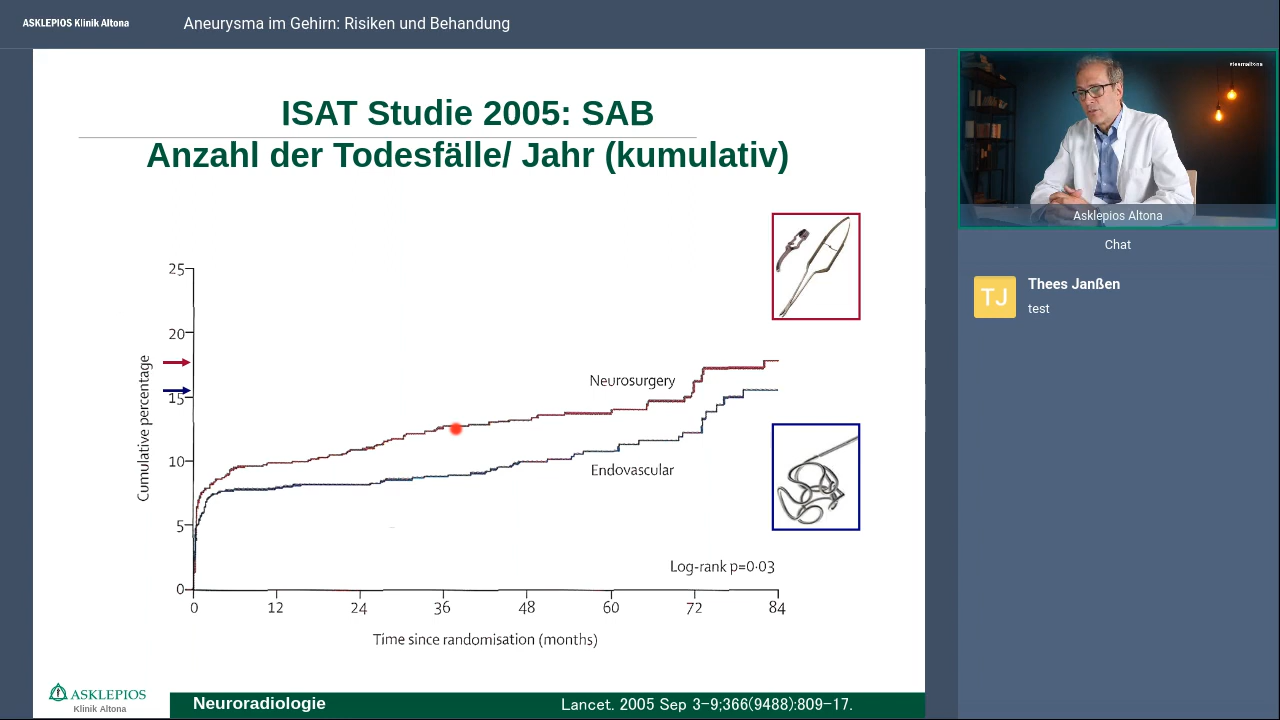 ASKLEPIOS Klinik Altona
Aneurysma im Gehirn: Risiken und Behandlung
ISAT Studie 2005: SAB
Anzahl der Todesfälle/ Jahr (kumulativ)
25
20
15
10
5
0
Cumulative percentage
Neurosurgery
Endovascular
Log-rank p=0·03
0 12 24 36 48 60 72 84
Time since randomisation (months)
ASKLEPIOS
Klinik Altona
Neuroradiologie
Lancet. 2005 Sep 3-9;366(9488):809-17.
Asklepios Altona
Chat
TJ
Thees Janßen
test